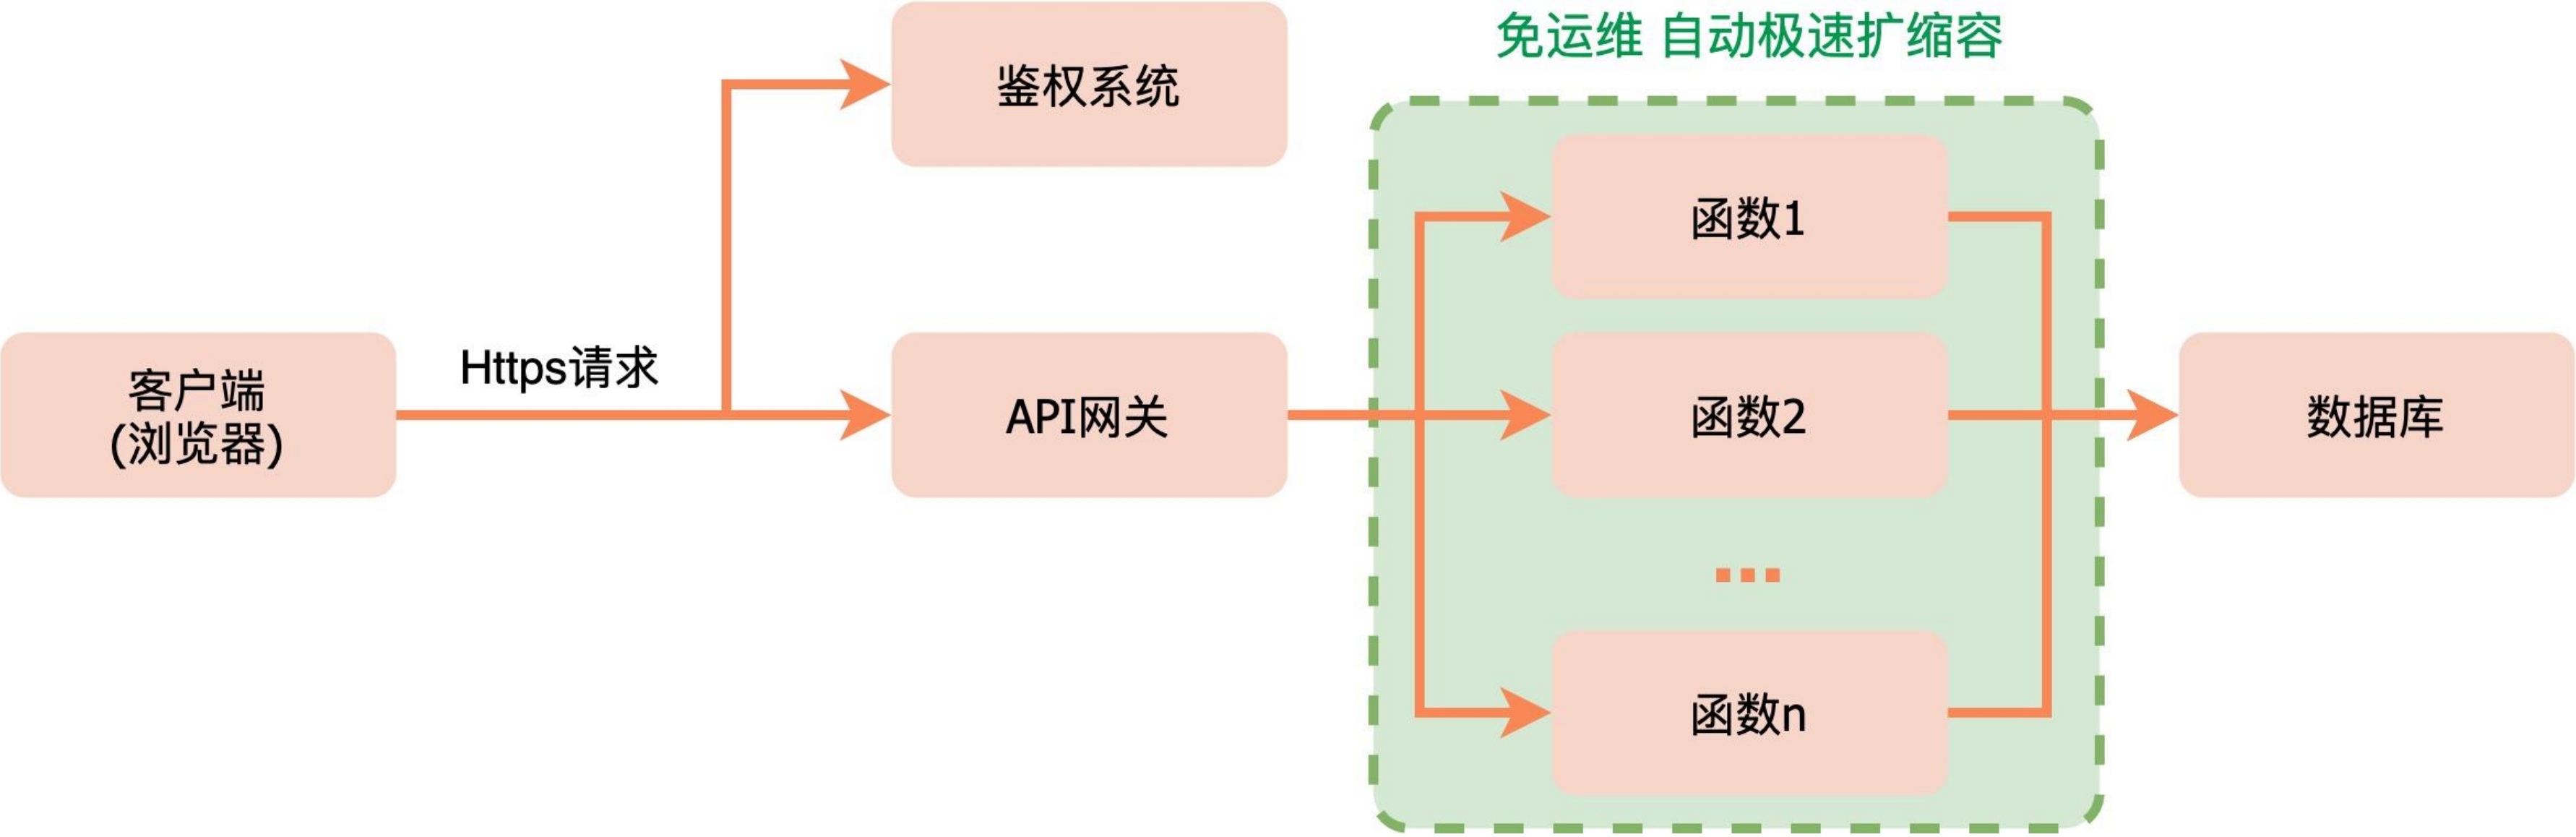 免运维 自动极速扩缩容
鉴权系统
函数1
Https请求
客户端
(浏览器)
API网关
函数2
数据库
...
函数n